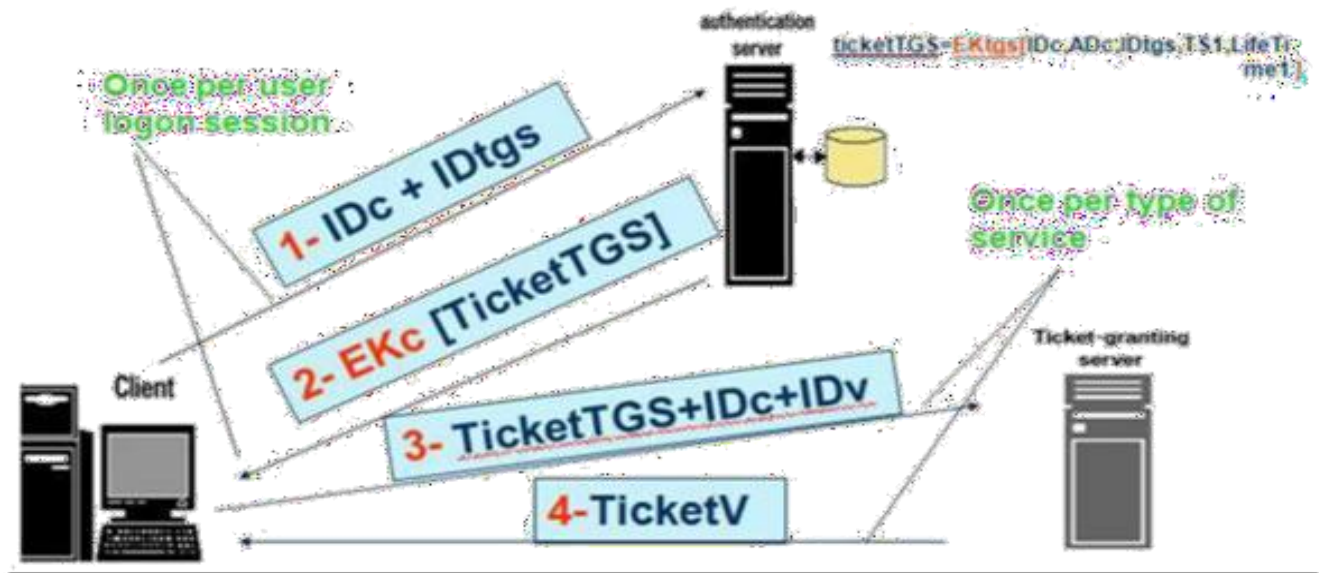 authentication
server
ticketTGS=EKtgs[IDc,ADc,IDtgs,TS1,LifeTi
me1]
Once per user
logon session
1- IDc + IDtgs
2- EKc [TicketTGS]
Once per type of
service
Ticket-granting
server
Client
3- TicketTGS+IDc+IDv
4-TicketV